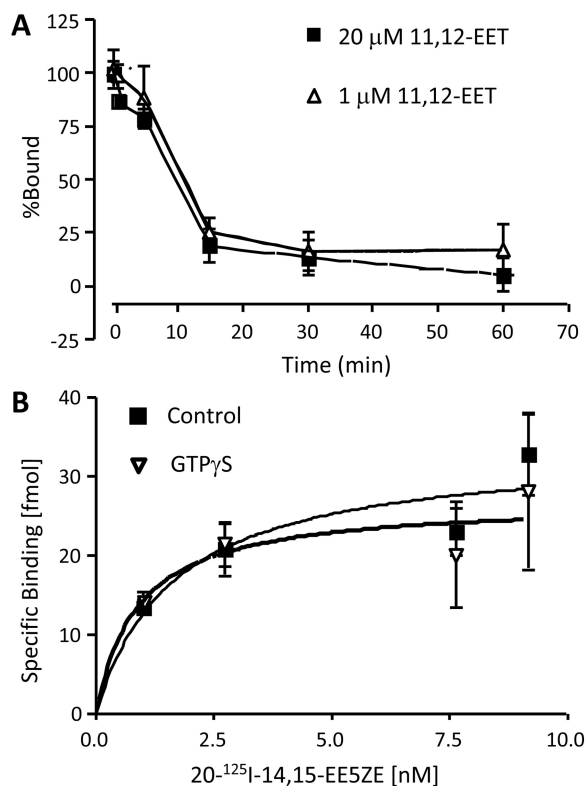 A
%Bound
125
100
75
50
25
0
-25
20 μM 11,12-EET
1 μM 11,12-EET
0 10 20 30 40 50 60 70
Time (min)
B
Specific Binding [fmol]
40
30
20
10
0
Control
GTPγS
0.0 2.5 5.0 7.5 10.0
20-¹²⁵I-14,15-EE5ZE [nM]